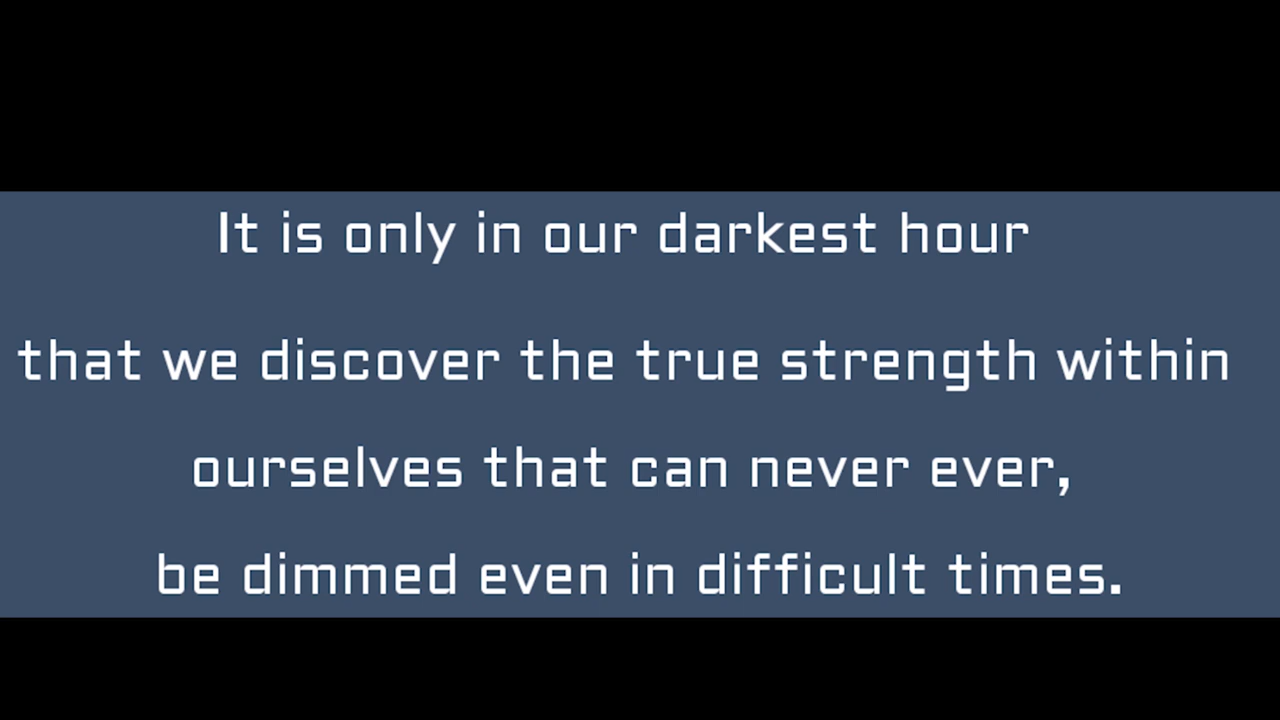 It is only in our darkest hour
that we discover the true strength within
ourselves that can never ever,
be dimmed even in difficult times.